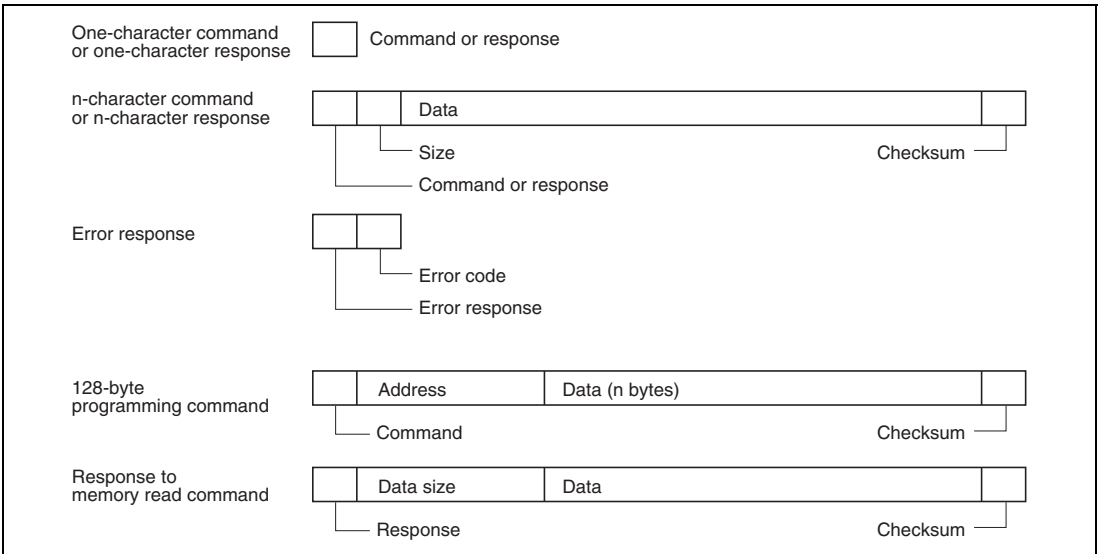 One-character command
or one-character response
Command or response
n-character command
or n-character response
Data
Size
Checksum
Command or response
Error response
Error code
Error response
128-byte
programming command
Address
Data (n bytes)
Command
Checksum
Response to
memory read command
Data size
Data
Response
Checksum